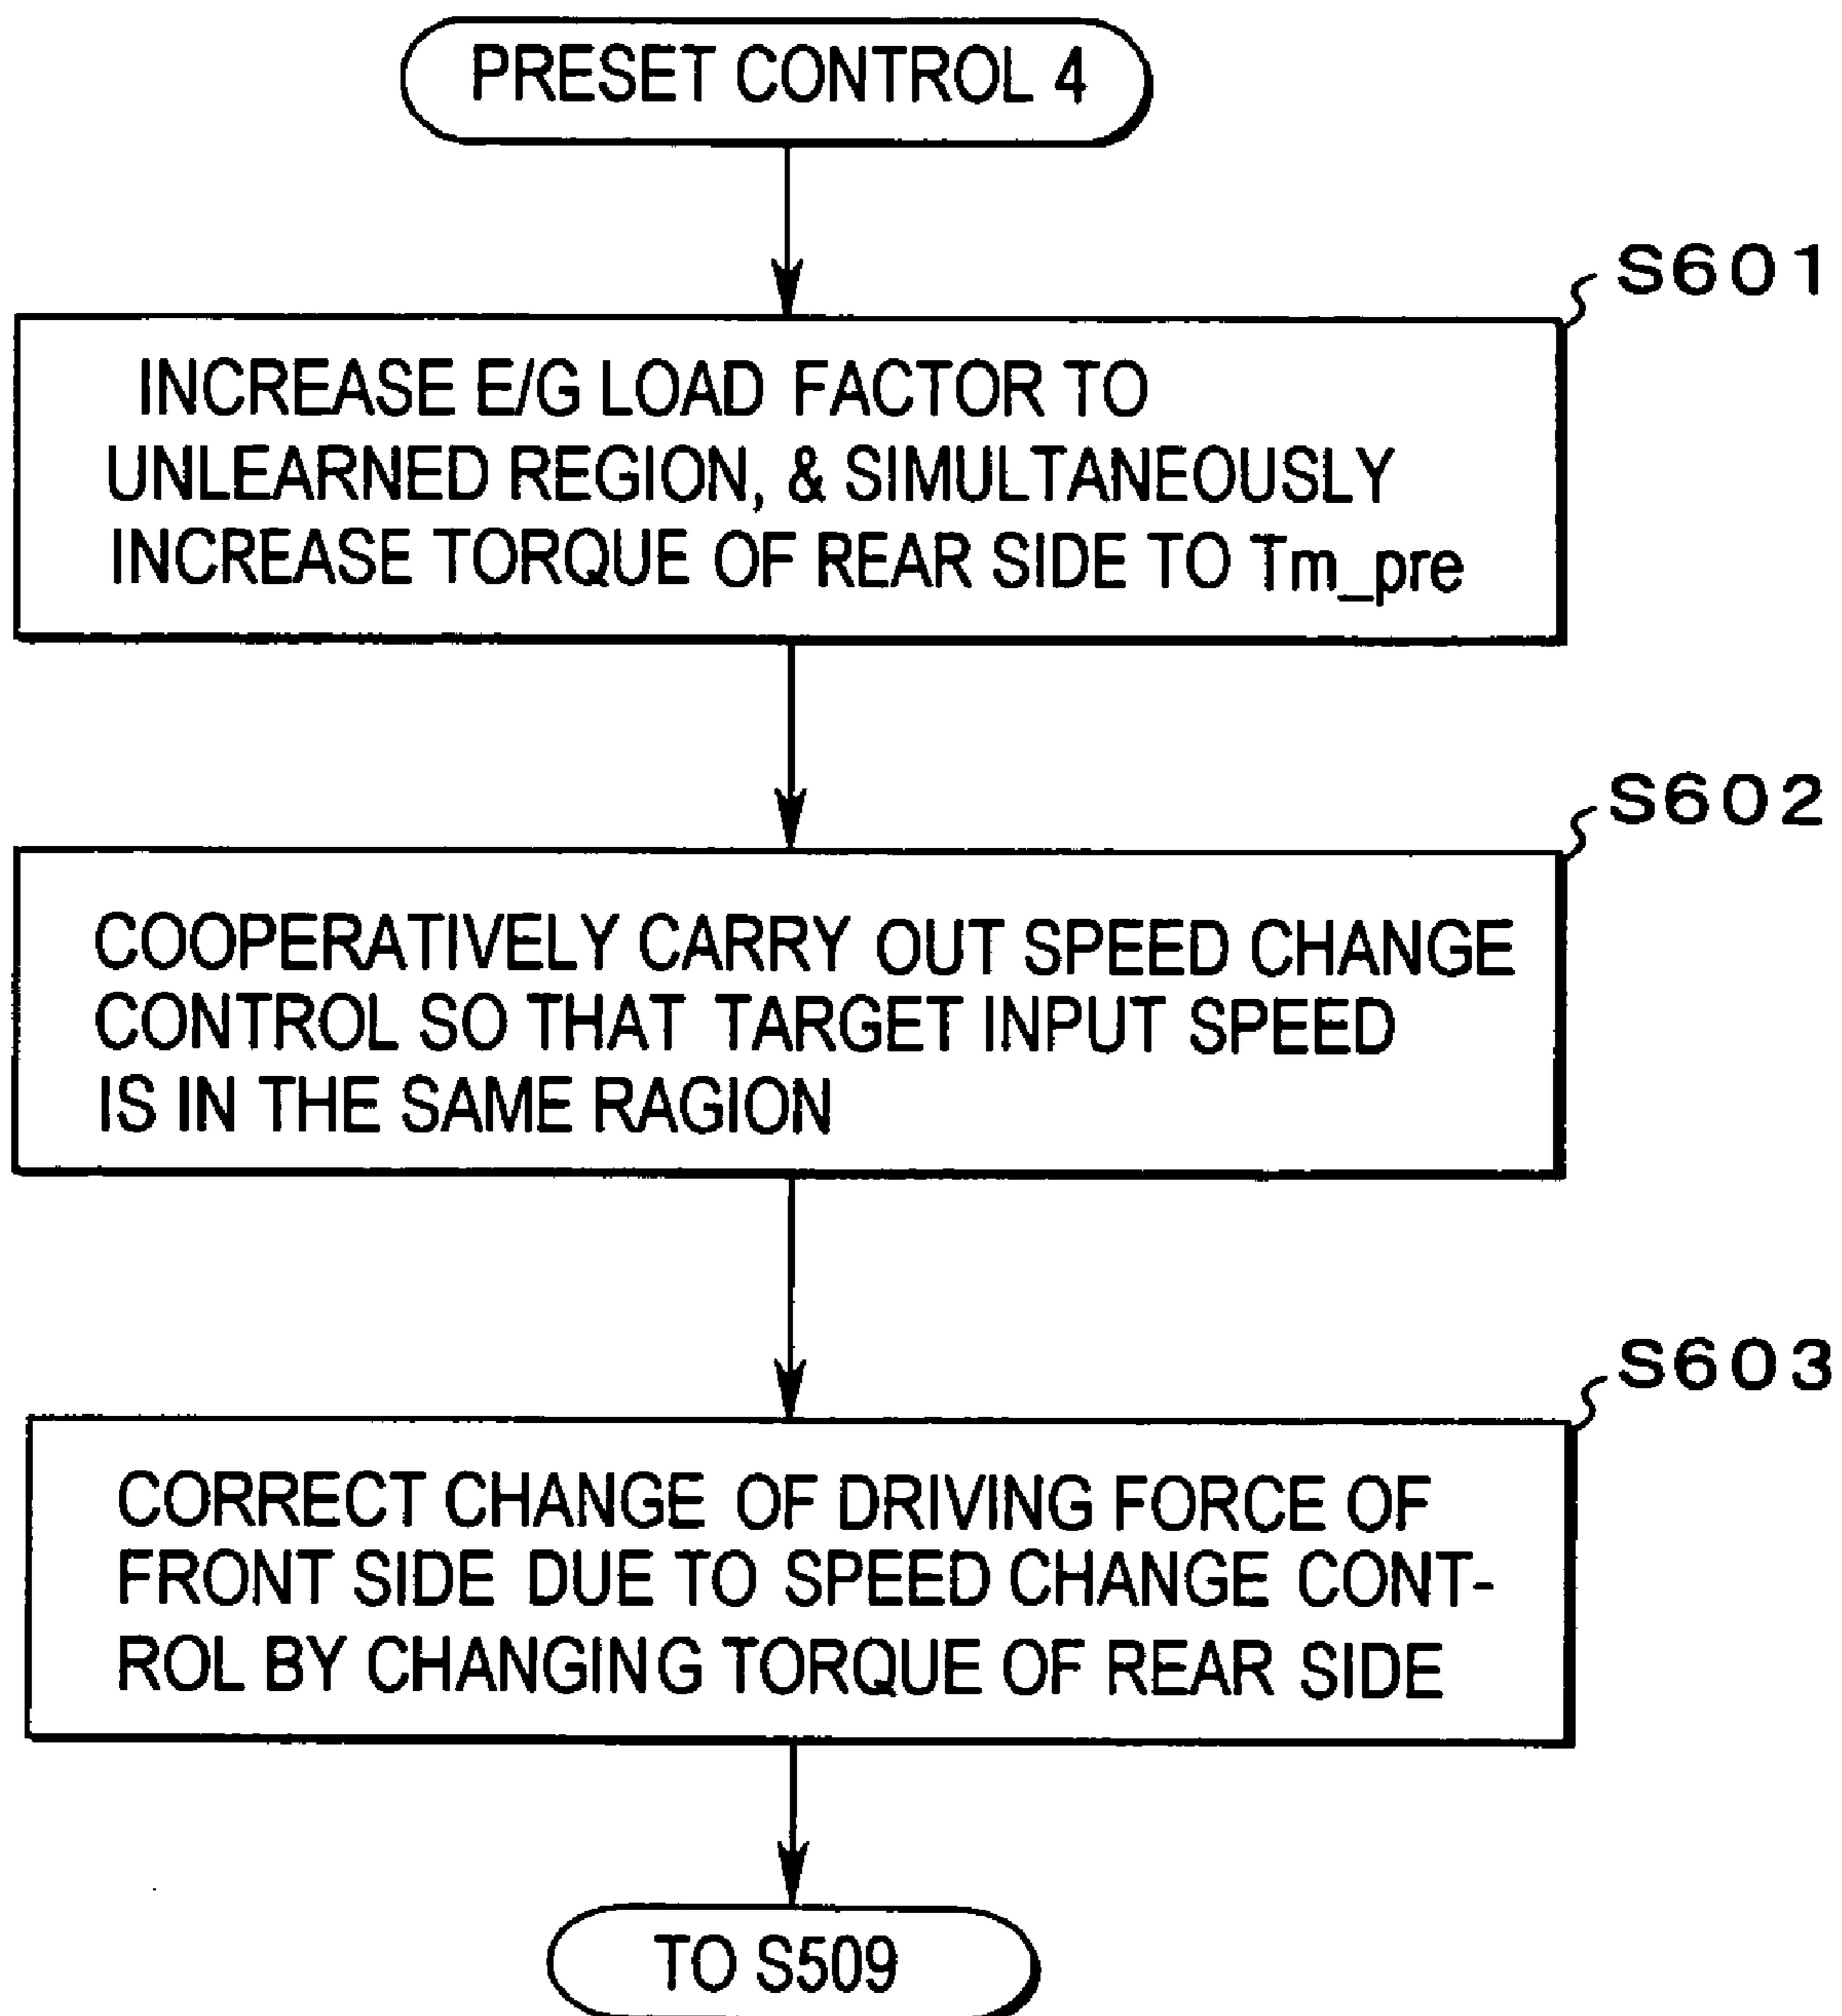 PRESET CONTROL 4
S601
INCREASE E/G LOAD FACTOR TO
UNLEARNED REGION, & SIMULTANEOUSLY
INCREASE TORQUE OF REAR SIDE TO Tm_pre
S602
COOPERATIVELY CARRY OUT SPEED CHANGE
CONTROL SO THAT TARGET INPUT SPEED
IS IN THE SAME RAGION
S603
CORRECT CHANGE OF DRIVING FORCE OF
FRONT SIDE DUE TO SPEED CHANGE CONT-
ROL BY CHANGING TORQUE OF REAR SIDE
TO S509